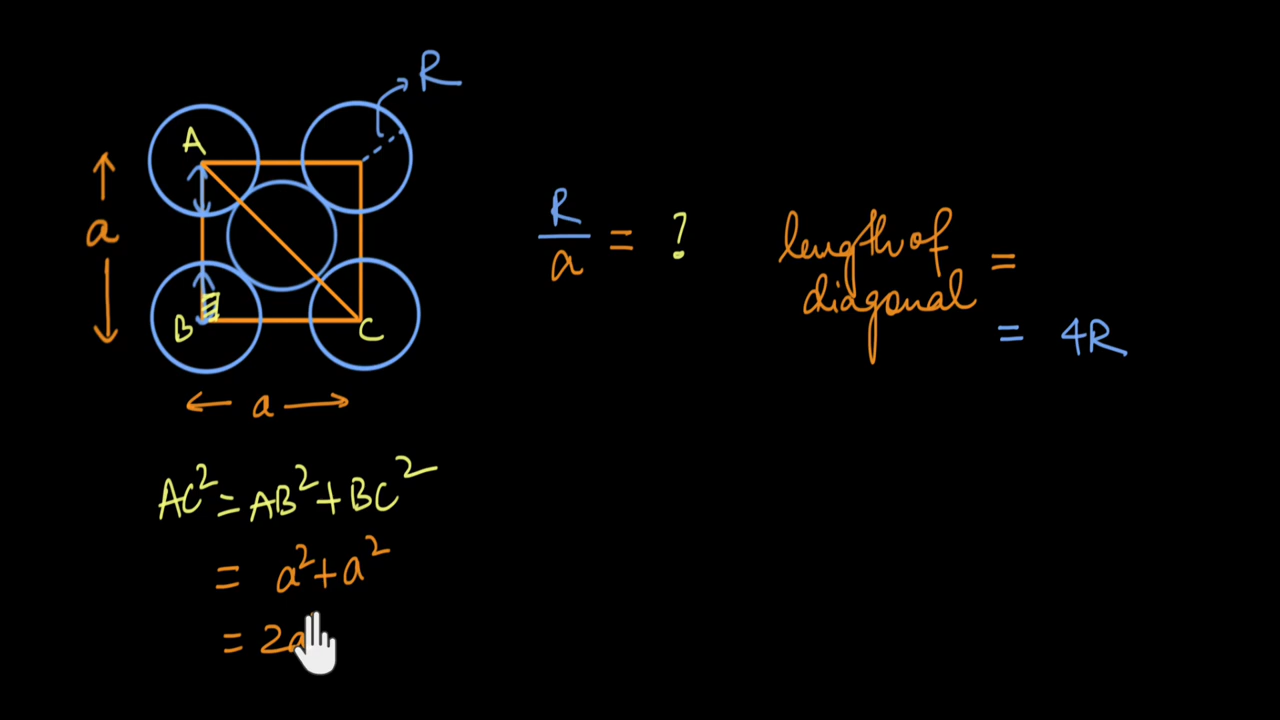 R
A
a
B
C
a
R/a = ?
length of
diagonal =
= 4R
AC² = AB² + BC²
= a² + a²
= 2a